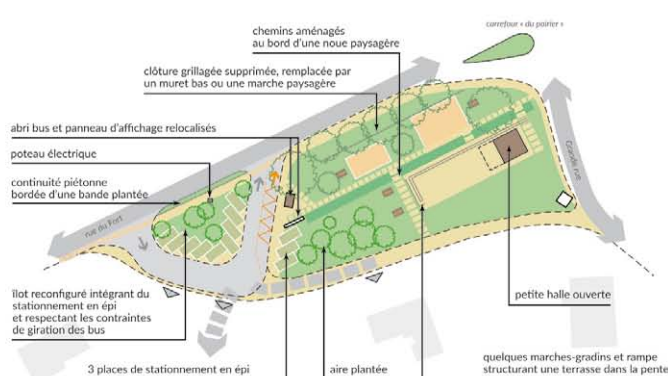 carrefour « du poirier »
chemins aménagés
au bord d'une noue paysagère
clôture grillagée supprimée, remplacée par
un muret bas ou une marche paysagère
abri bus et panneau d'affichage relocalisés
poteau électrique
continuité piétonne
bordée d'une bande plantée
rue du Fort
Grande rue
îlot reconfiguré intégrant du
stationnement en épi
et respectant les contraintes
de giration des bus
petite halle ouverte
3 places de stationnement en épi
aire plantée
quelques marches-gradins et rampe
structurant une terrasse dans la pente